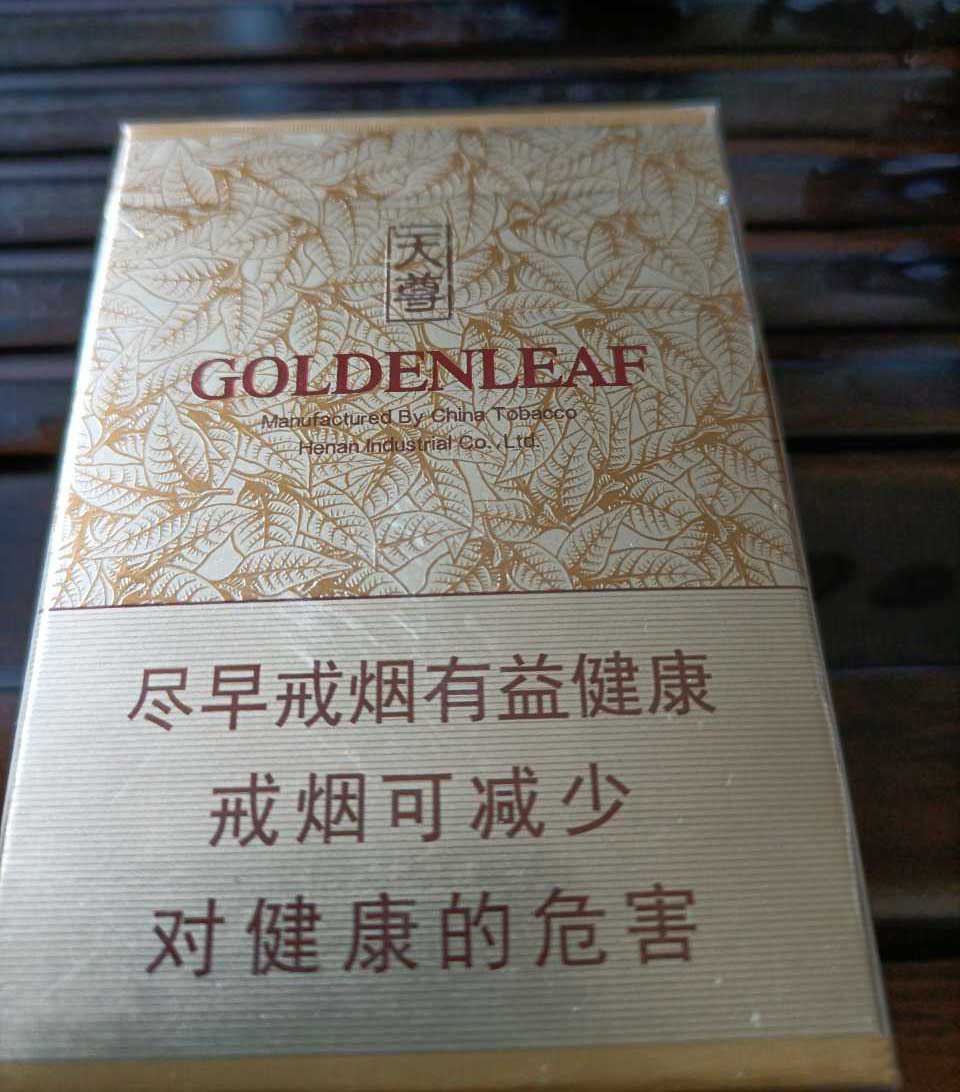 天尊
GOLDENLEAF
Manufactured By China Tobacco
Henan Industrial Co., Ltd.
尽早戒烟有益健康
戒烟可减少
对健康的危害